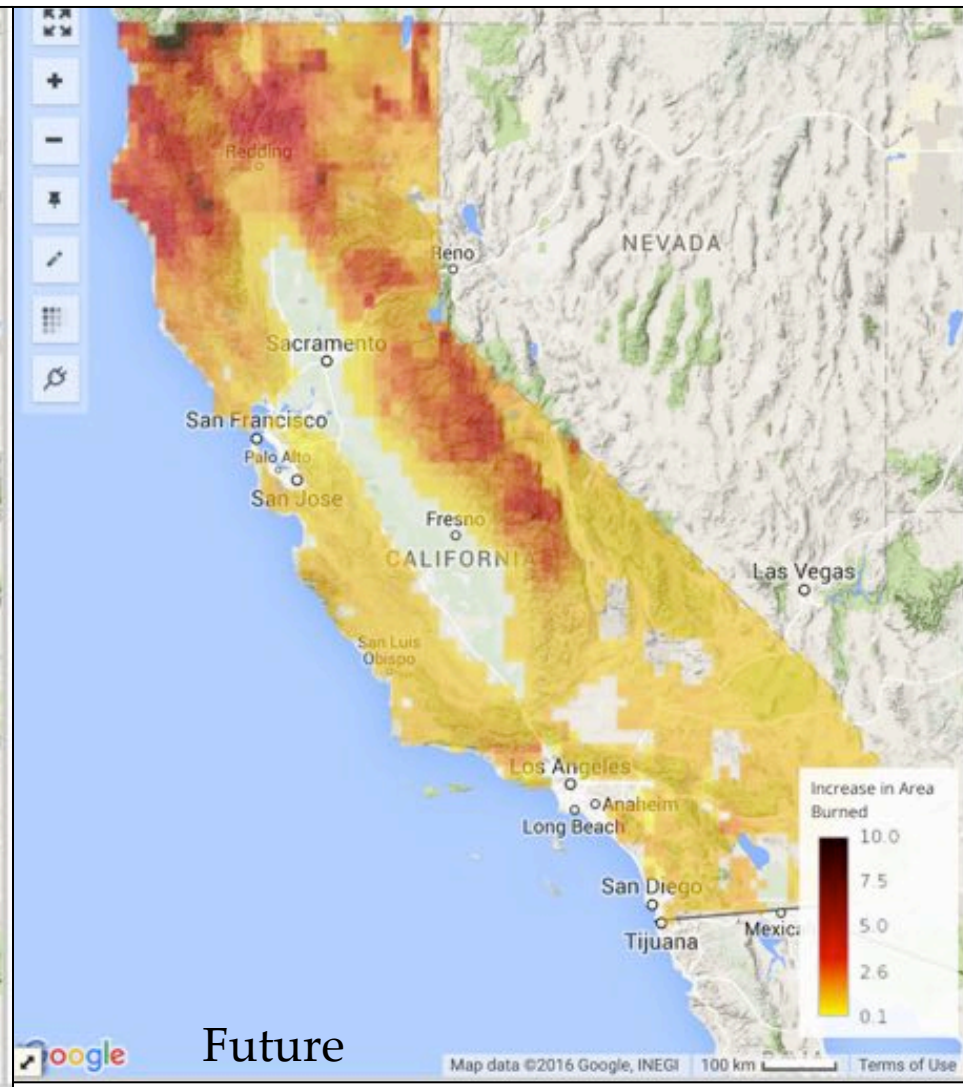 Redding
Reno
NEVADA
Sacramento
San Francisco
Palo Alto
San Jose
Fresno
CALIFORNIA
Las Vegas
San Luis
Obispo
Los Angeles
Anaheim
Long Beach
San Diego
Tijuana
Mexica
Increase in Area
Burned
10.0
7.5
5.0
2.6
0.1
Future
oogle
Map data ©2016 Google, INEGI
100 km
Terms of Use